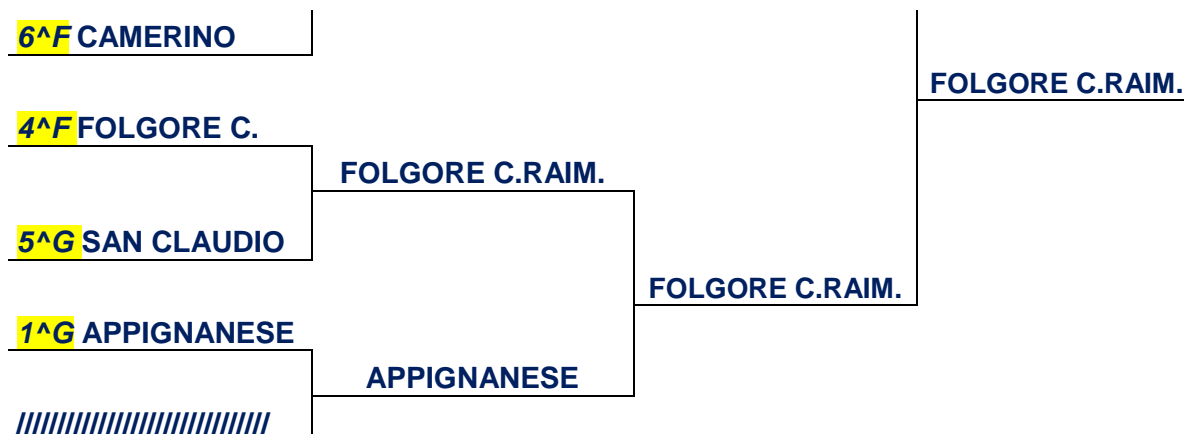 6^F CAMERINO
FOLGORE C.RAIM.
4^F FOLGORE C.
FOLGORE C.RAIM.
5^G SAN CLAUDIO
FOLGORE C.RAIM.
1^G APPIGNANESE
APPIGNANESE
//////////////////////////////